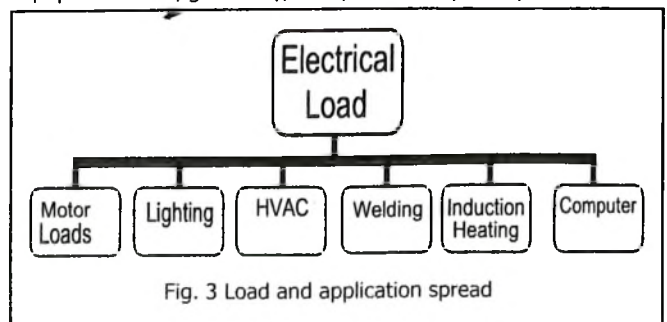 Electrical
Load
Motor
Loads
Lighting
HVAC
Welding
Induction
Heating
Computer
Fig. 3 Load and application spread